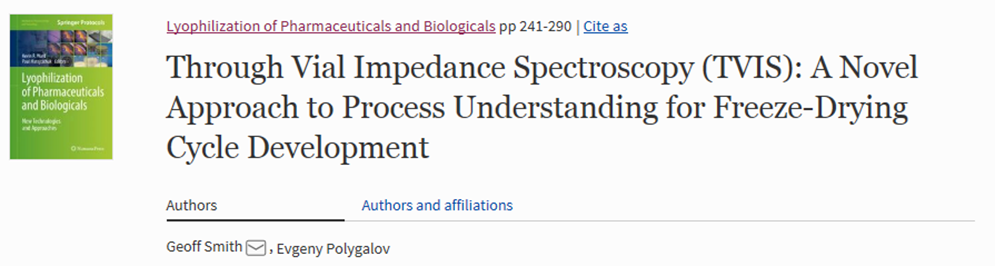 Springer Protocols
Lyophilization
of Pharmaceuticals
and Biologicals
New Technologies
and Approaches
Humana Press
Lyophilization of Pharmaceuticals and Biologicals pp 241-290 | Cite as
Through Vial Impedance Spectroscopy (TVIS): A Novel
Approach to Process Understanding for Freeze-Drying
Cycle Development
Authors Authors and affiliations
Geoff Smith , Evgeny Polygalov